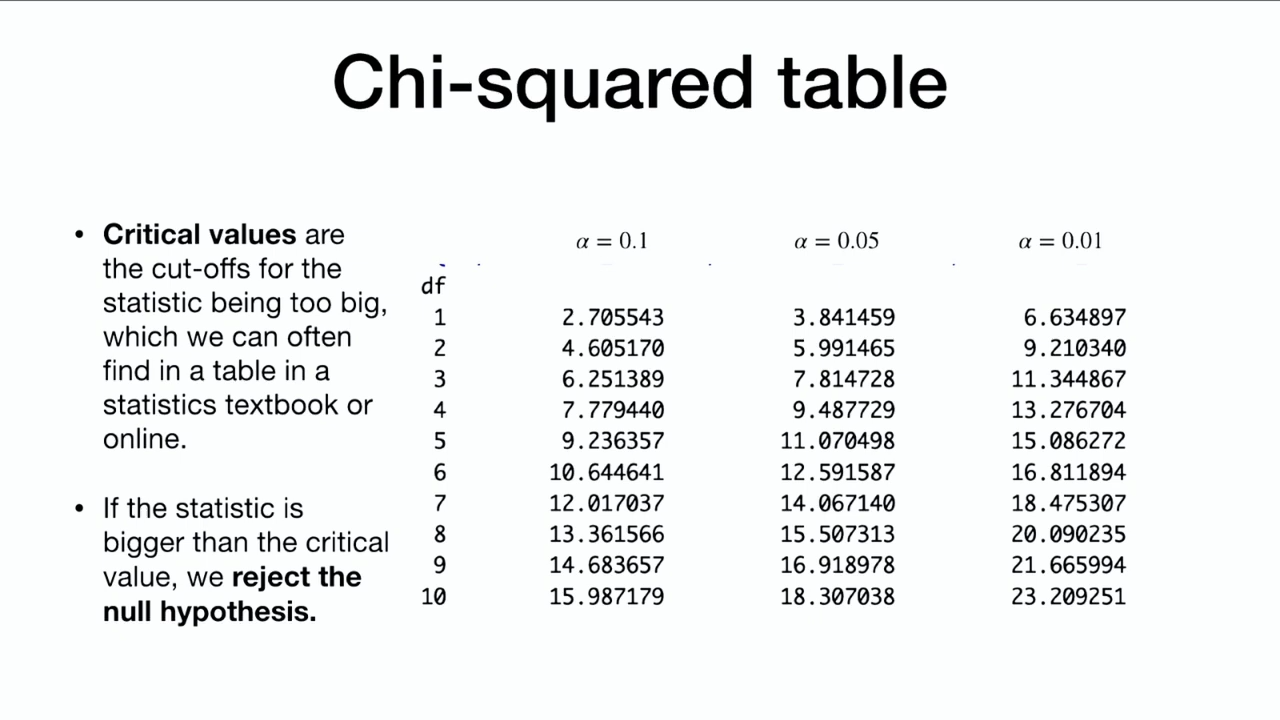 Chi-squared table
• Critical values are
the cut-offs for the
statistic being too big,
which we can often
find in a table in a
statistics textbook or
online.
• If the statistic is
bigger than the critical
value, we reject the
null hypothesis.
α = 0.1 α = 0.05 α = 0.01
df
1 2.705543 3.841459 6.634897
2 4.605170 5.991465 9.210340
3 6.251389 7.814728 11.344867
4 7.779440 9.487729 13.276704
5 9.236357 11.070498 15.086272
6 10.644641 12.591587 16.811894
7 12.017037 14.067140 18.475307
8 13.361566 15.507313 20.090235
9 14.683657 16.918978 21.665994
10 15.987179 18.307038 23.209251